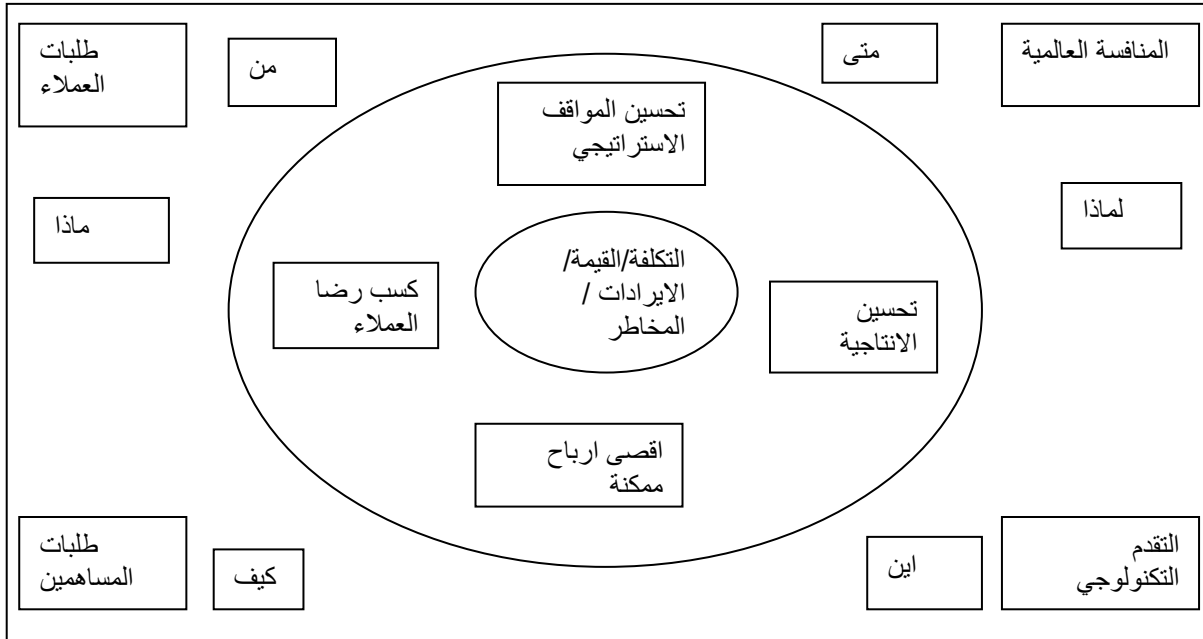 المنافسة العالمية
متى
من
طلبات
العملاء
تحسين المواقف
الاستراتيجي
لماذا
ماذا
التكلفة/القيمة/
الايرادات /
المخاطر
تحسين
الانتاجية
كسب رضا
العملاء
اقصى ارباح
ممكنة
التقدم
التكنولوجي
اين
كيف
طلبات
المساهمين